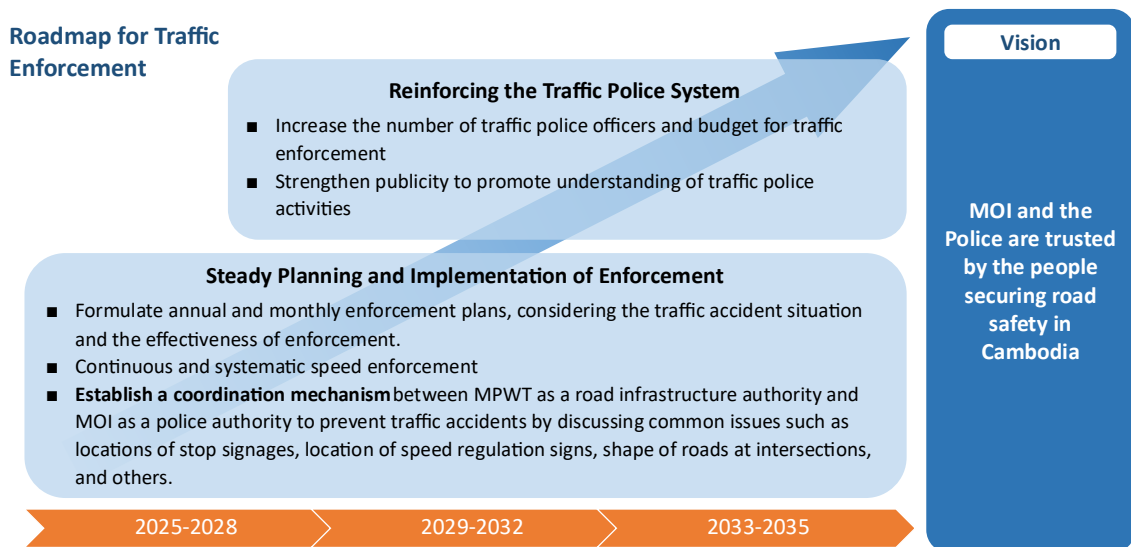 Roadmap for Traffic
Enforcement
Reinforcing the Traffic Police System
■ Increase the number of traffic police officers and budget for traffic
enforcement
■ Strengthen publicity to promote understanding of traffic police
activities
Steady Planning and Implementation of Enforcement
■ Formulate annual and monthly enforcement plans, considering the traffic accident situation
and the effectiveness of enforcement.
■ Continuous and systematic speed enforcement
■ Establish a coordination mechanism between MPWT as a road infrastructure authority and
MOI as a police authority to prevent traffic accidents by discussing common issues such as
locations of stop signages, location of speed regulation signs, shape of roads at intersections,
and others.
2025-2028
2029-2032
2033-2035
Vision
MOI and the
Police are trusted
by the people
securing road
safety in
Cambodia